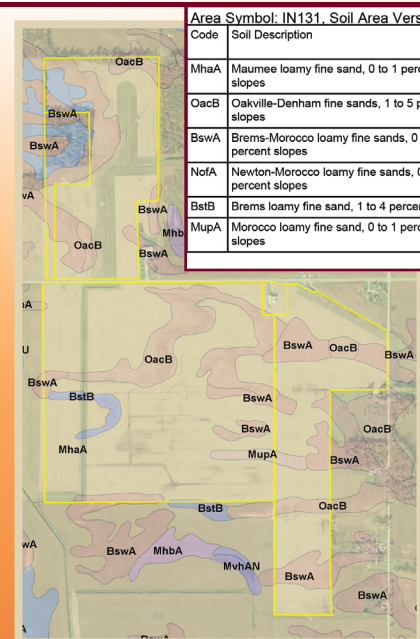 Area Symbol: IN131, Soil Area Vers
Code Soil Description
MhaA Maumee loamy fine sand, 0 to 1 perc
slopes
OacB Oakville-Denham fine sands, 1 to 5 p
slopes
BswA Brems-Morocco loamy fine sands, 0
percent slopes
NofA Newton-Morocco loamy fine sands, 0
percent slopes
BstB Brems loamy fine sand, 1 to 4 percen
MupA Morocco loamy fine sand, 0 to 1 perc
slopes
OacB
BswA
BswA
wA
BswA
Mhb
OacB
BswA
U
BswA OacB
BswA
OacB
BswA
BstB
BswA
BswA
OacB
MhaA
MupA
BswA
BstB
OacB
wA
BswA
MhbA
MvhAN
BswA
BswA
A